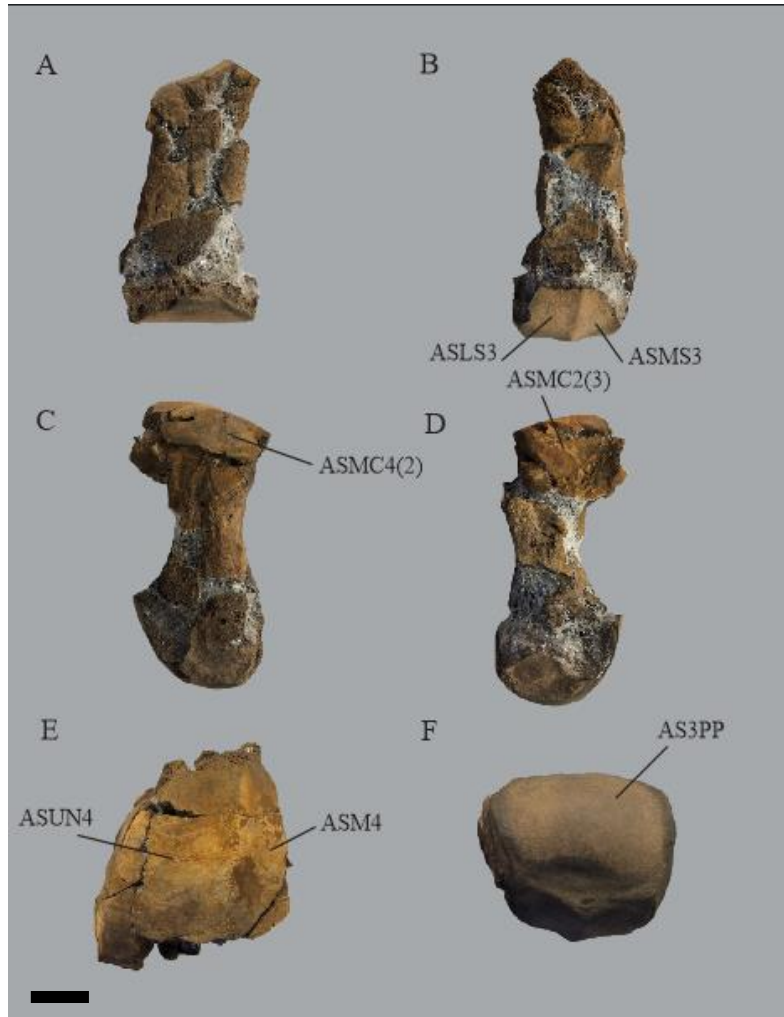 A
B
ASLS3
ASMS3
ASMC2(3)
C
D
ASMC4(2)
E
F
AS3PP
ASUN4
ASM4